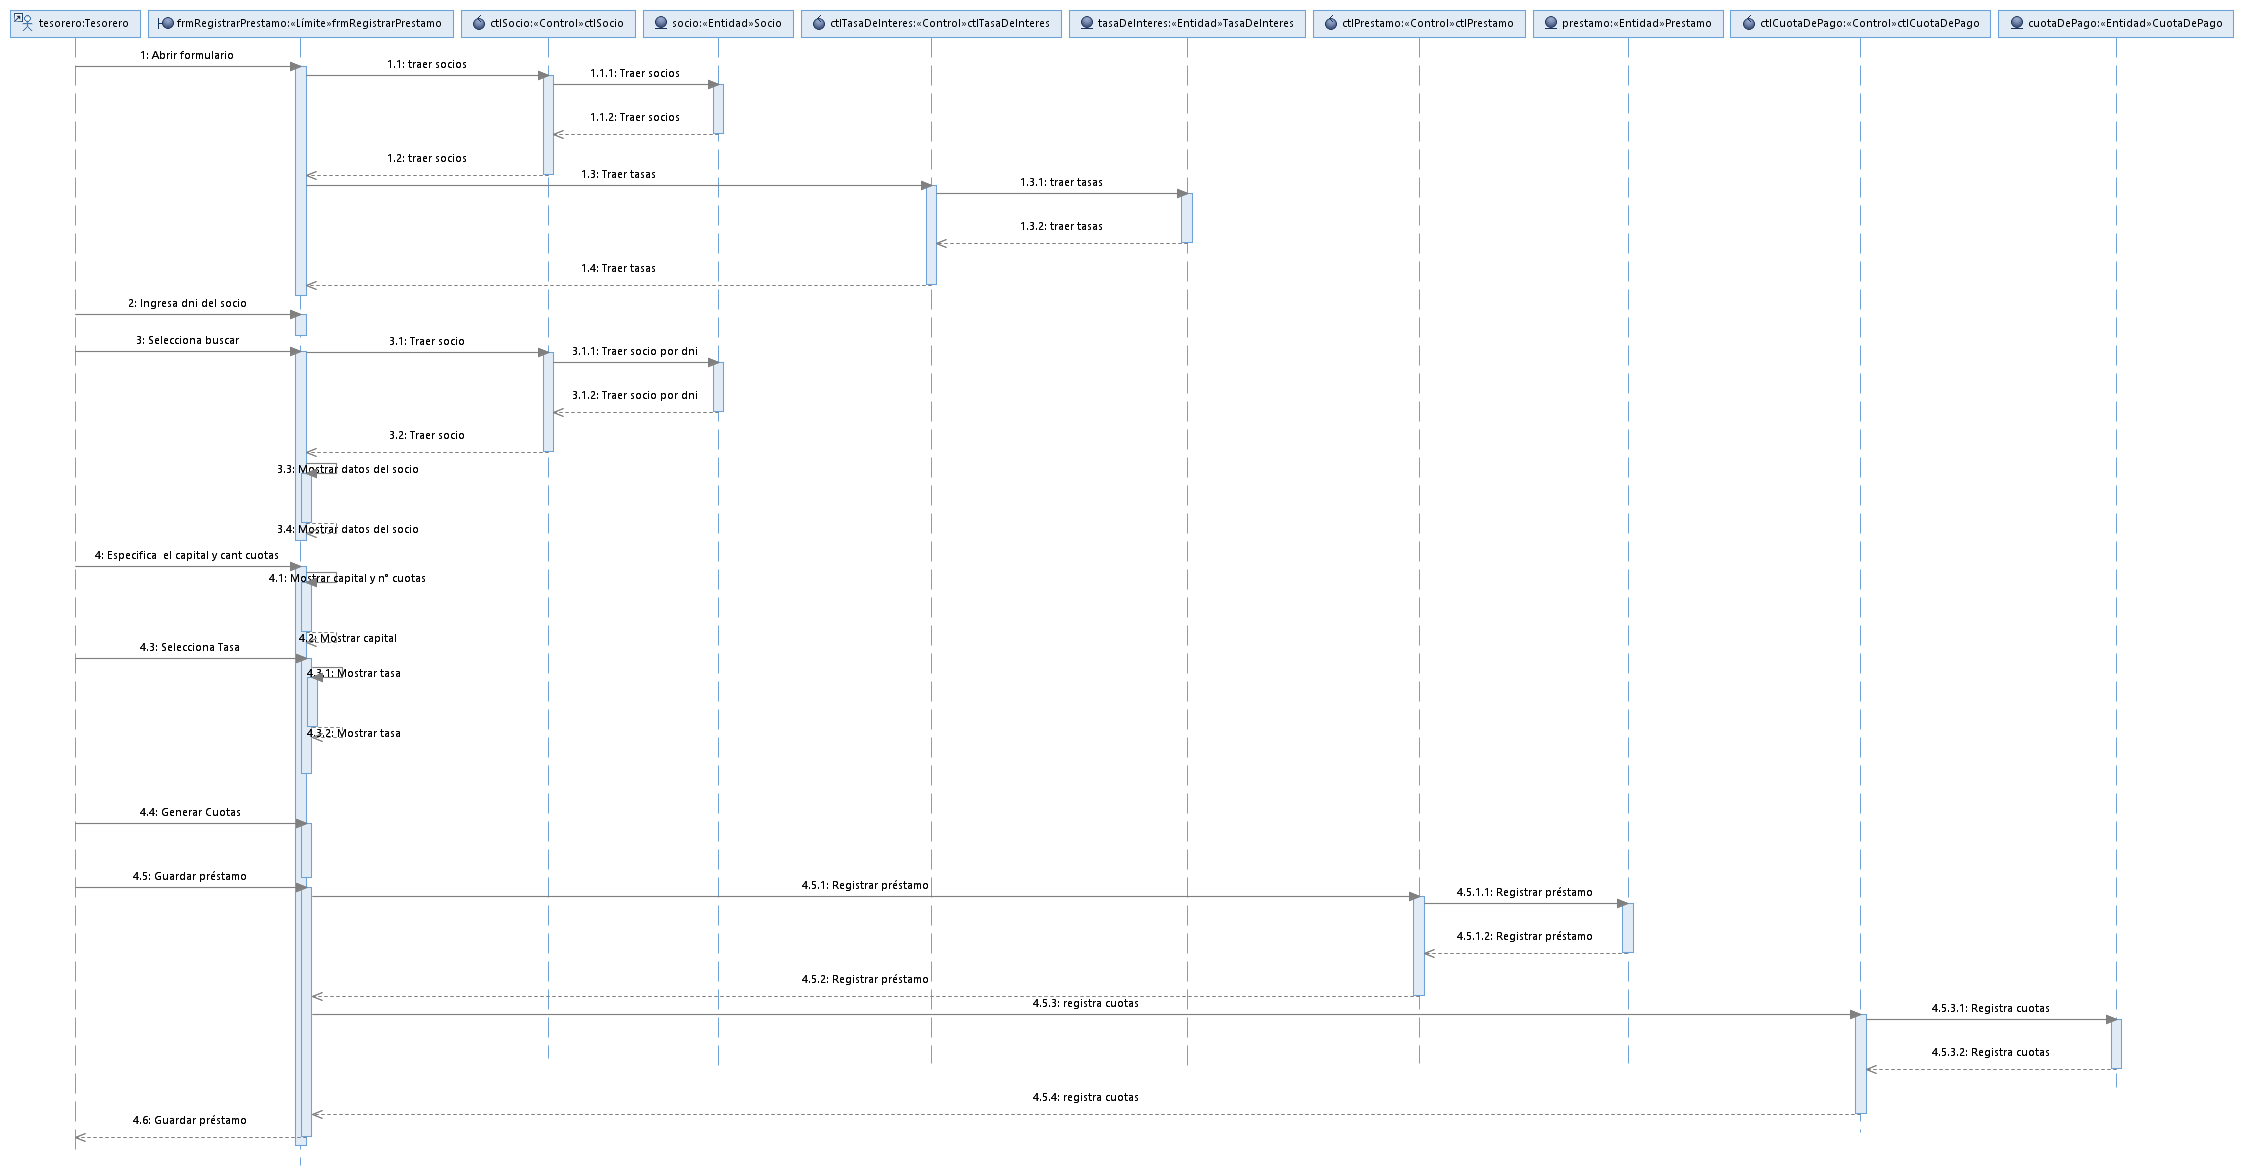 tesorero:Tesorero
frmRegistrarPrestamo:«Límite»frmRegistrarPrestamo
ctlSocio:«Control»ctlSocio
socio:«Entidad»Socio
ctlTasaDeInteres:«Control»ctlTasaDeInteres
tasaDeInteres:«Entidad»TasaDeInteres
ctlPrestamo:«Control»ctlPrestamo
prestamo:«Entidad»Prestamo
ctlCuotaDePago:«Control»ctlCuotaDePago
cuotaDePago:«Entidad»CuotaDePago
1: Abrir formulario
1.1: traer socios
1.1.1: Traer socios
1.1.2: Traer socios
1.2: traer socios
1.3: Traer tasas
1.3.1: traer tasas
1.3.2: traer tasas
1.4: Traer tasas
2: Ingresa dni del socio
3: Selecciona buscar
3.1: Traer socio
3.1.1: Traer socio por dni
3.1.2: Traer socio por dni
3.2: Traer socio
3.3: Mostrar datos del socio
3.4: Mostrar datos del socio
4: Especifica  el capital y cant cuotas
4.1: Mostrar capital y n° cuotas
4.2: Mostrar capital
4.3: Selecciona Tasa
4.3.1: Mostrar tasa
4.3.2: Mostrar tasa
4.4: Generar Cuotas
4.5: Guardar préstamo
4.5.1: Registrar préstamo
4.5.1.1: Registrar préstamo
4.5.1.2: Registrar préstamo
4.5.2: Registrar préstamo
4.5.3: registra cuotas
4.5.3.1: Registra cuotas
4.5.3.2: Registra cuotas
4.5.4: registra cuotas
4.6: Guardar préstamo